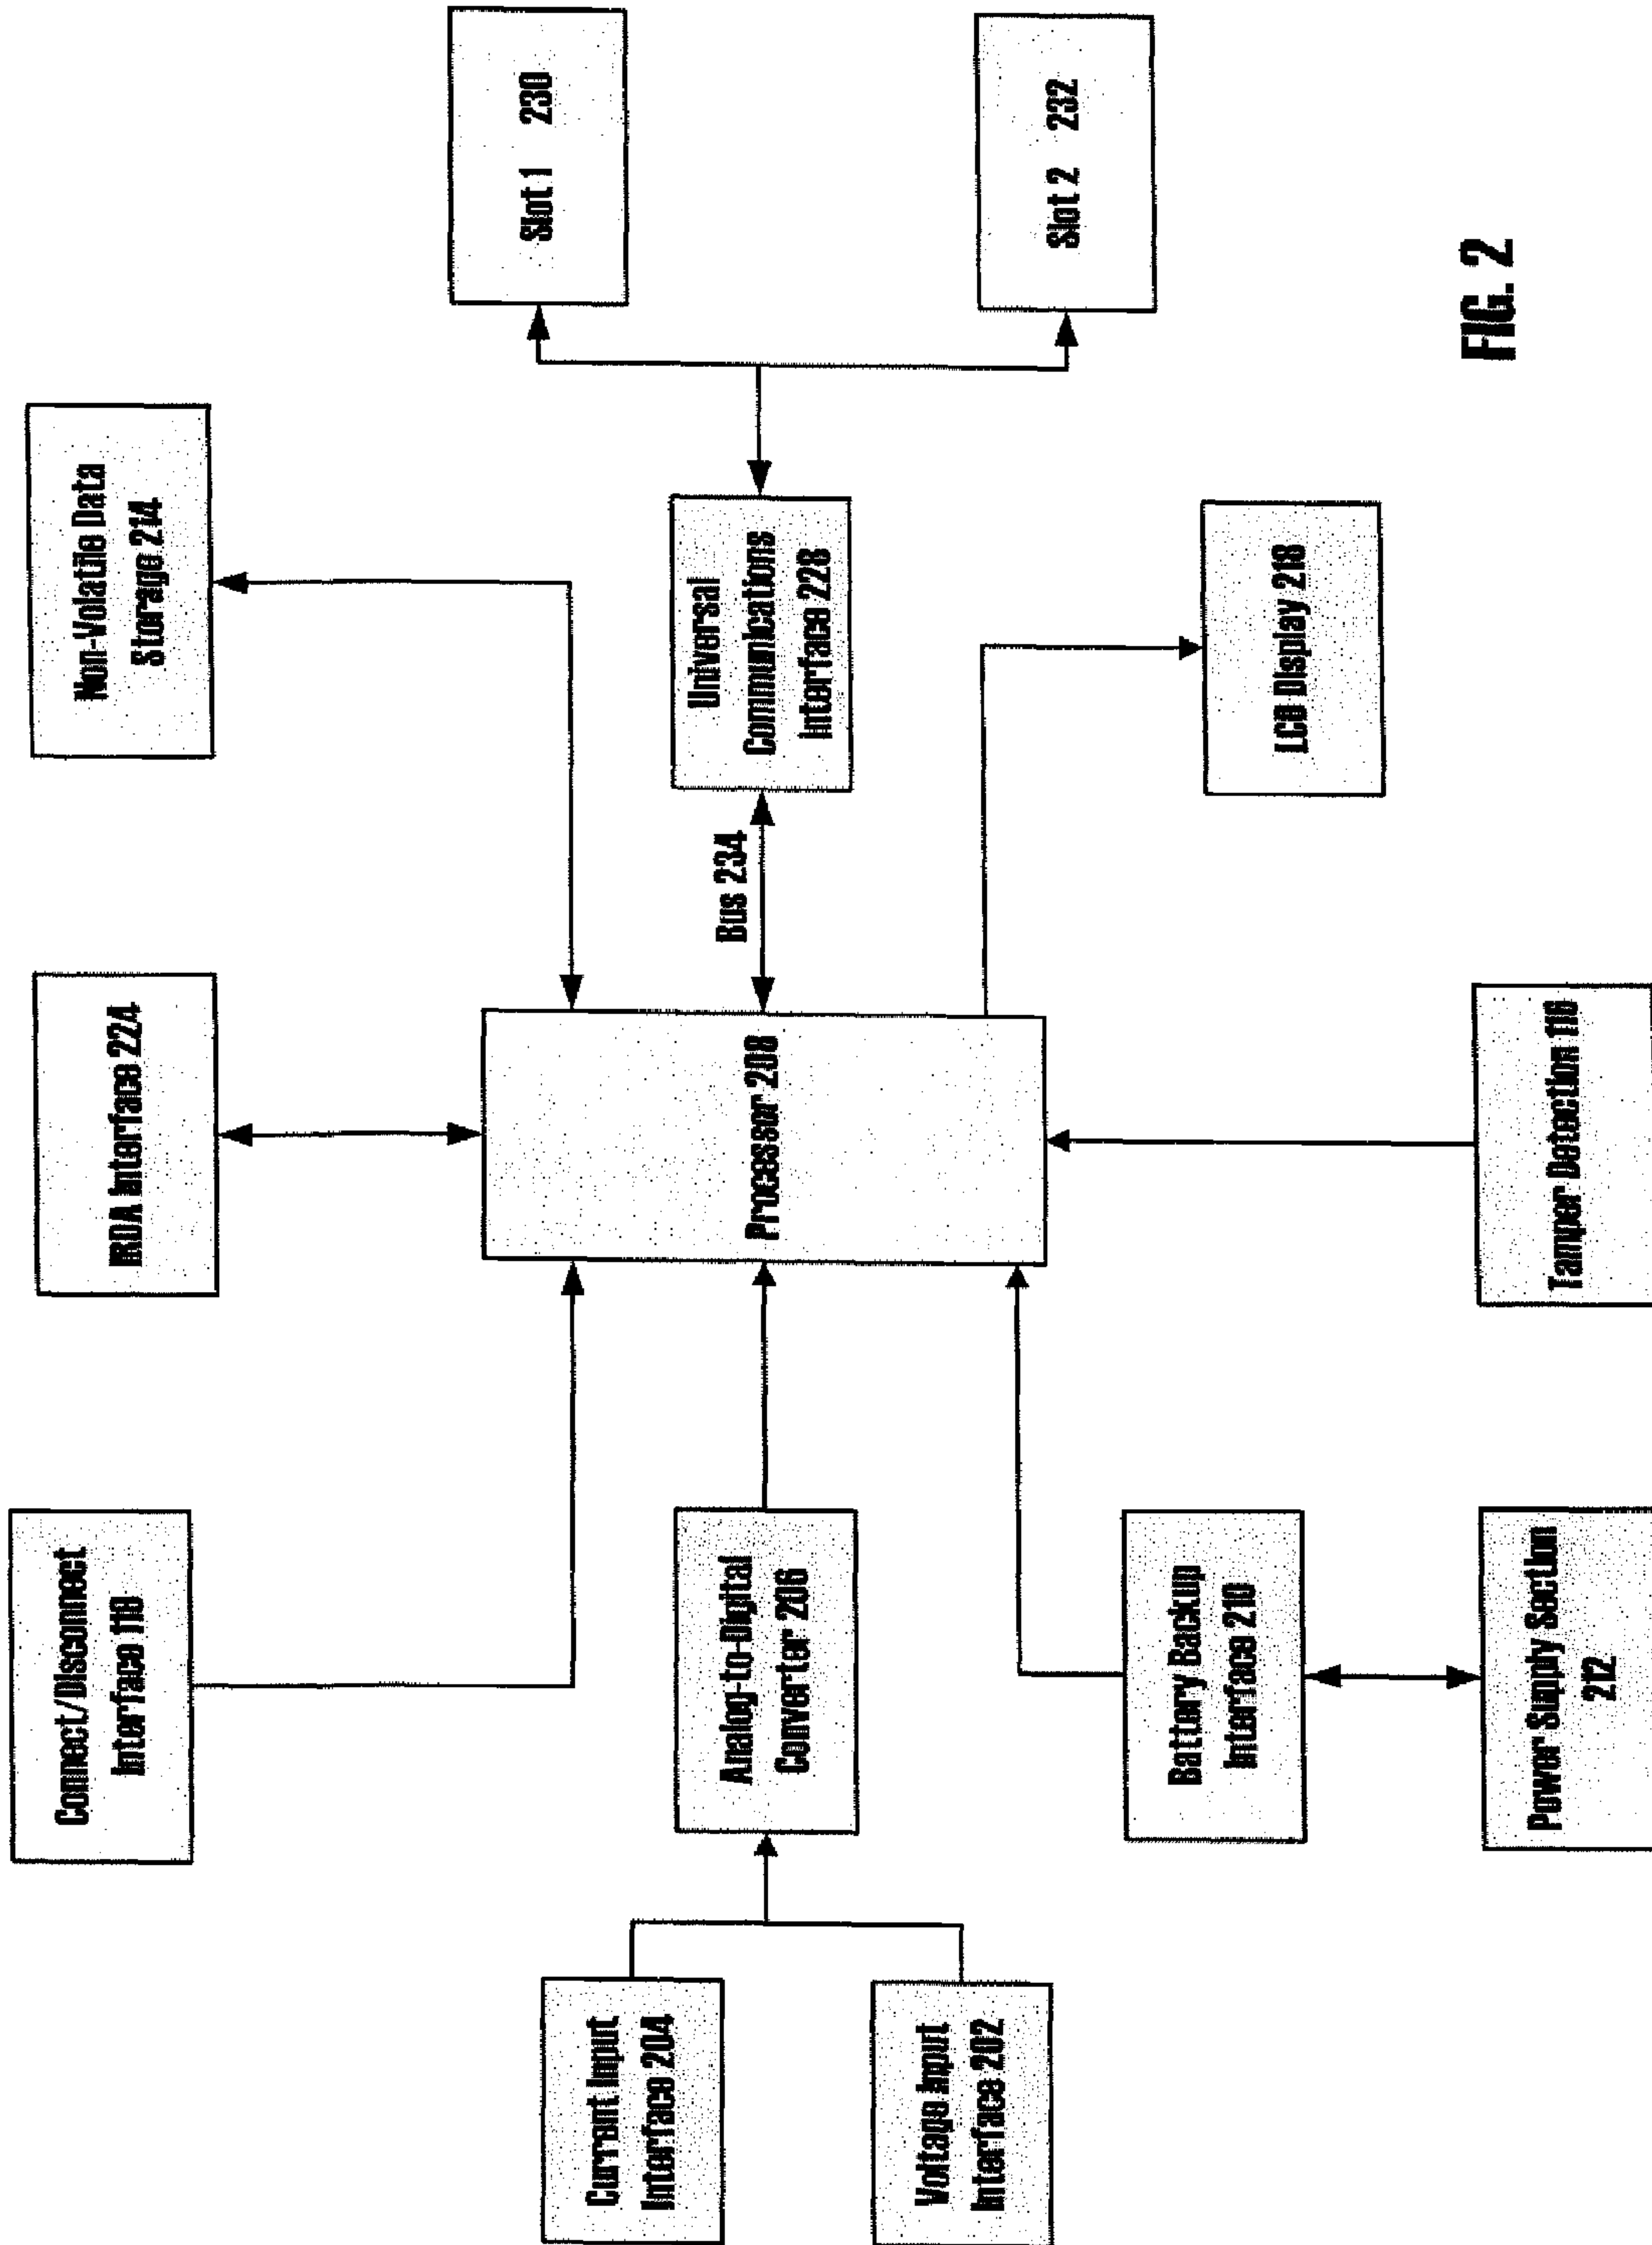 Connect/Disconnect
Interface 118
IRDA Interface 224
Non-Volatile Data
Storage 214
Slot 1 230
Current Input
Interface 204
Voltage Input
Interface 202
Analog-to-Digital
Converter 206
Processor 208
Bus 234
Universal
Communications
Interface 228
Slot 2 232
Battery Backup
Interface 210
LCD Display 218
Power Supply Section
212
Tamper Detection 116
FIG. 2